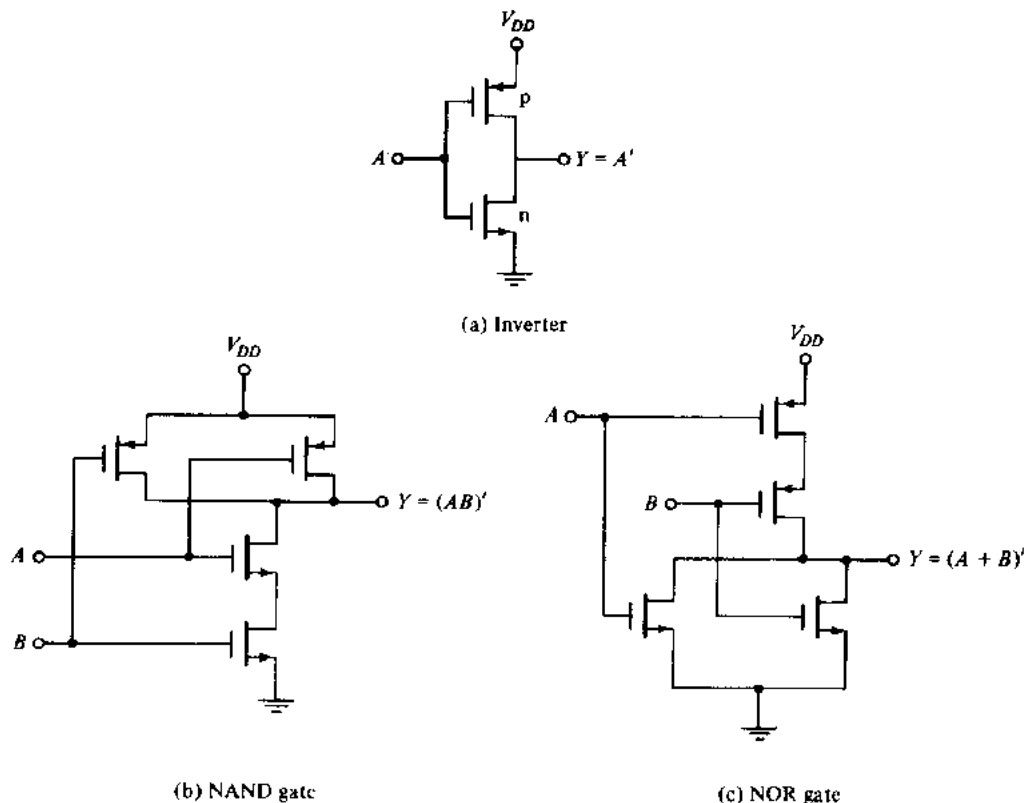 V_DD
p
A
Y = A'
n
(a) Inverter
V_DD
Y = (AB)'
A
B
(b) NAND gate
V_DD
A
B
Y = (A + B)'
(c) NOR gate